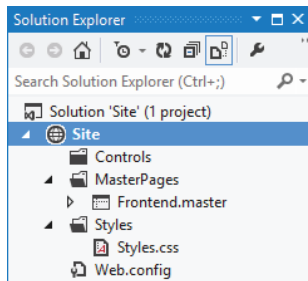 Solution Explorer
Search Solution Explorer (Ctrl+;)
Solution 'Site' (1 project)
Site
Controls
MasterPages
Frontend.master
Styles
Styles.css
Web.config